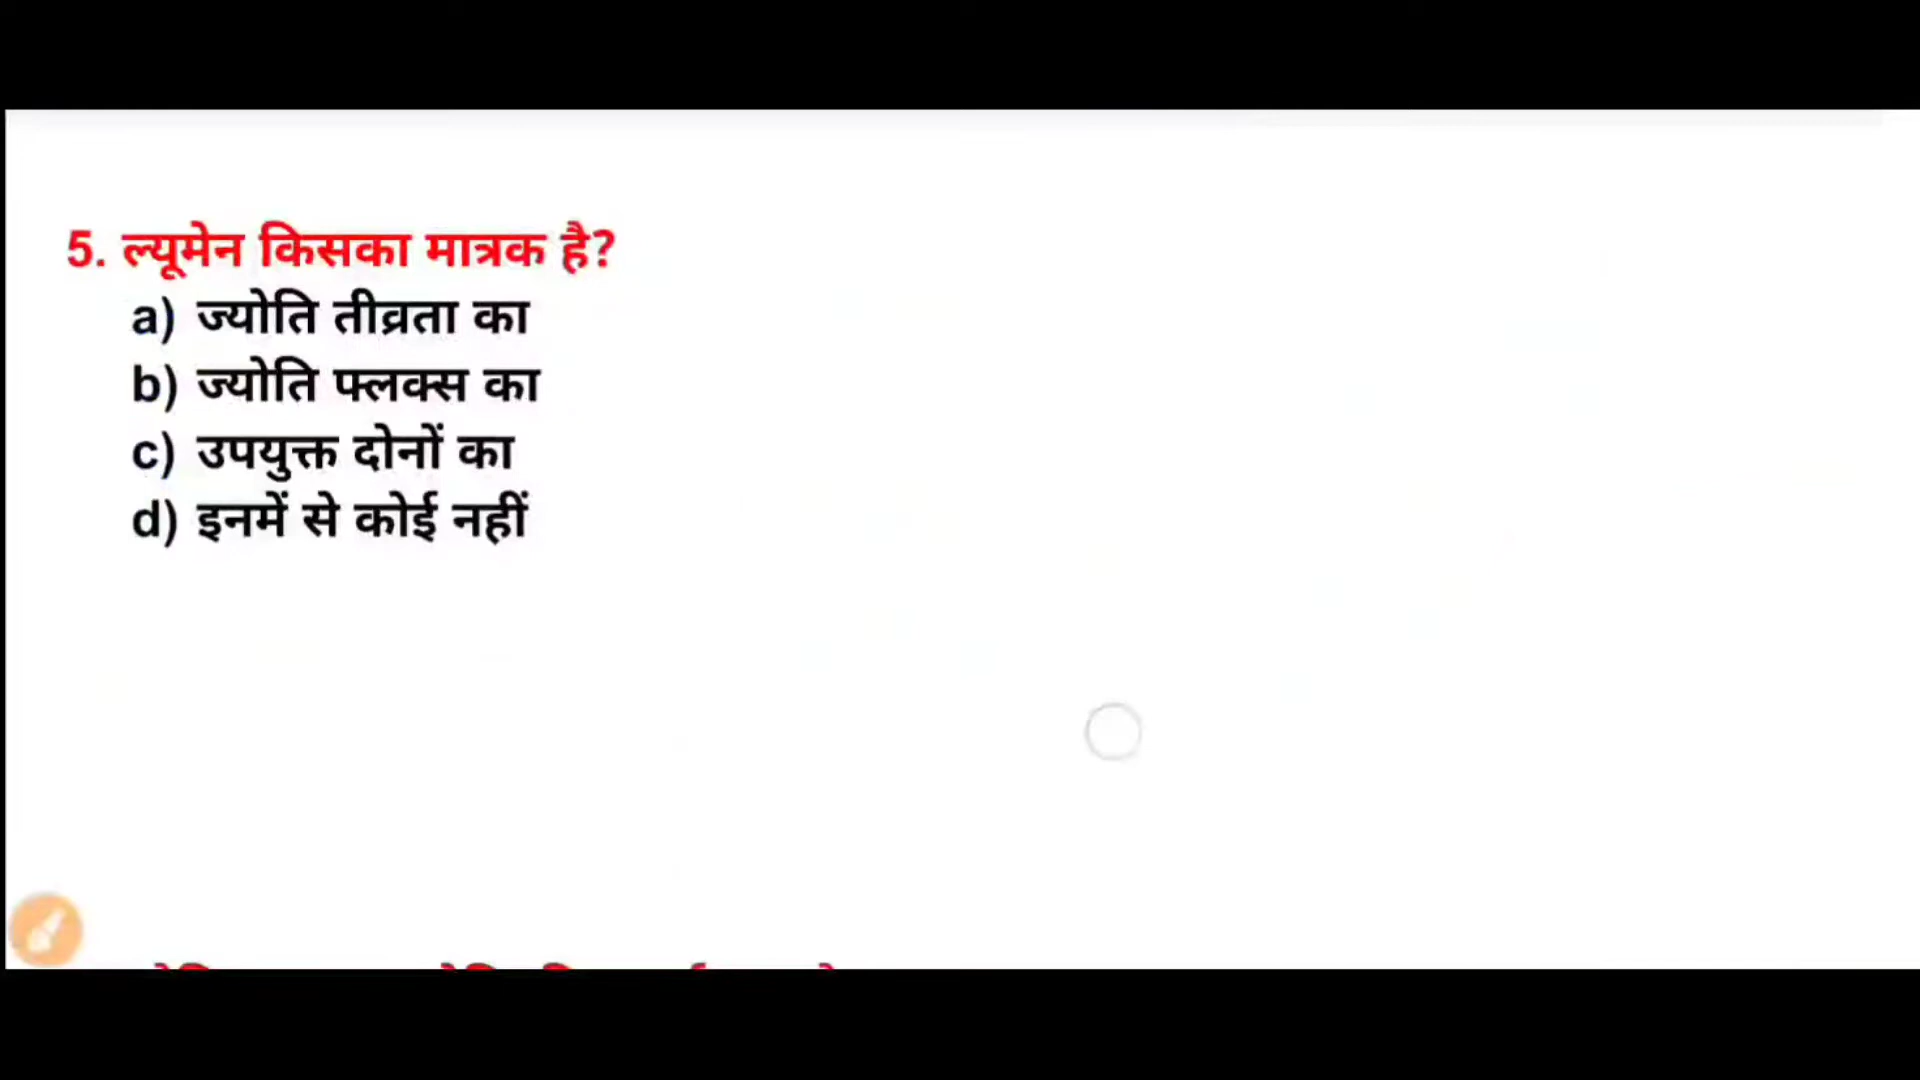 5. ल्यूमेन किसका मात्रक है?
a) ज्योति तीव्रता का
b) ज्योति फ्लक्स का
c) उपयुक्त दोनों का
d) इनमें से कोई नहीं